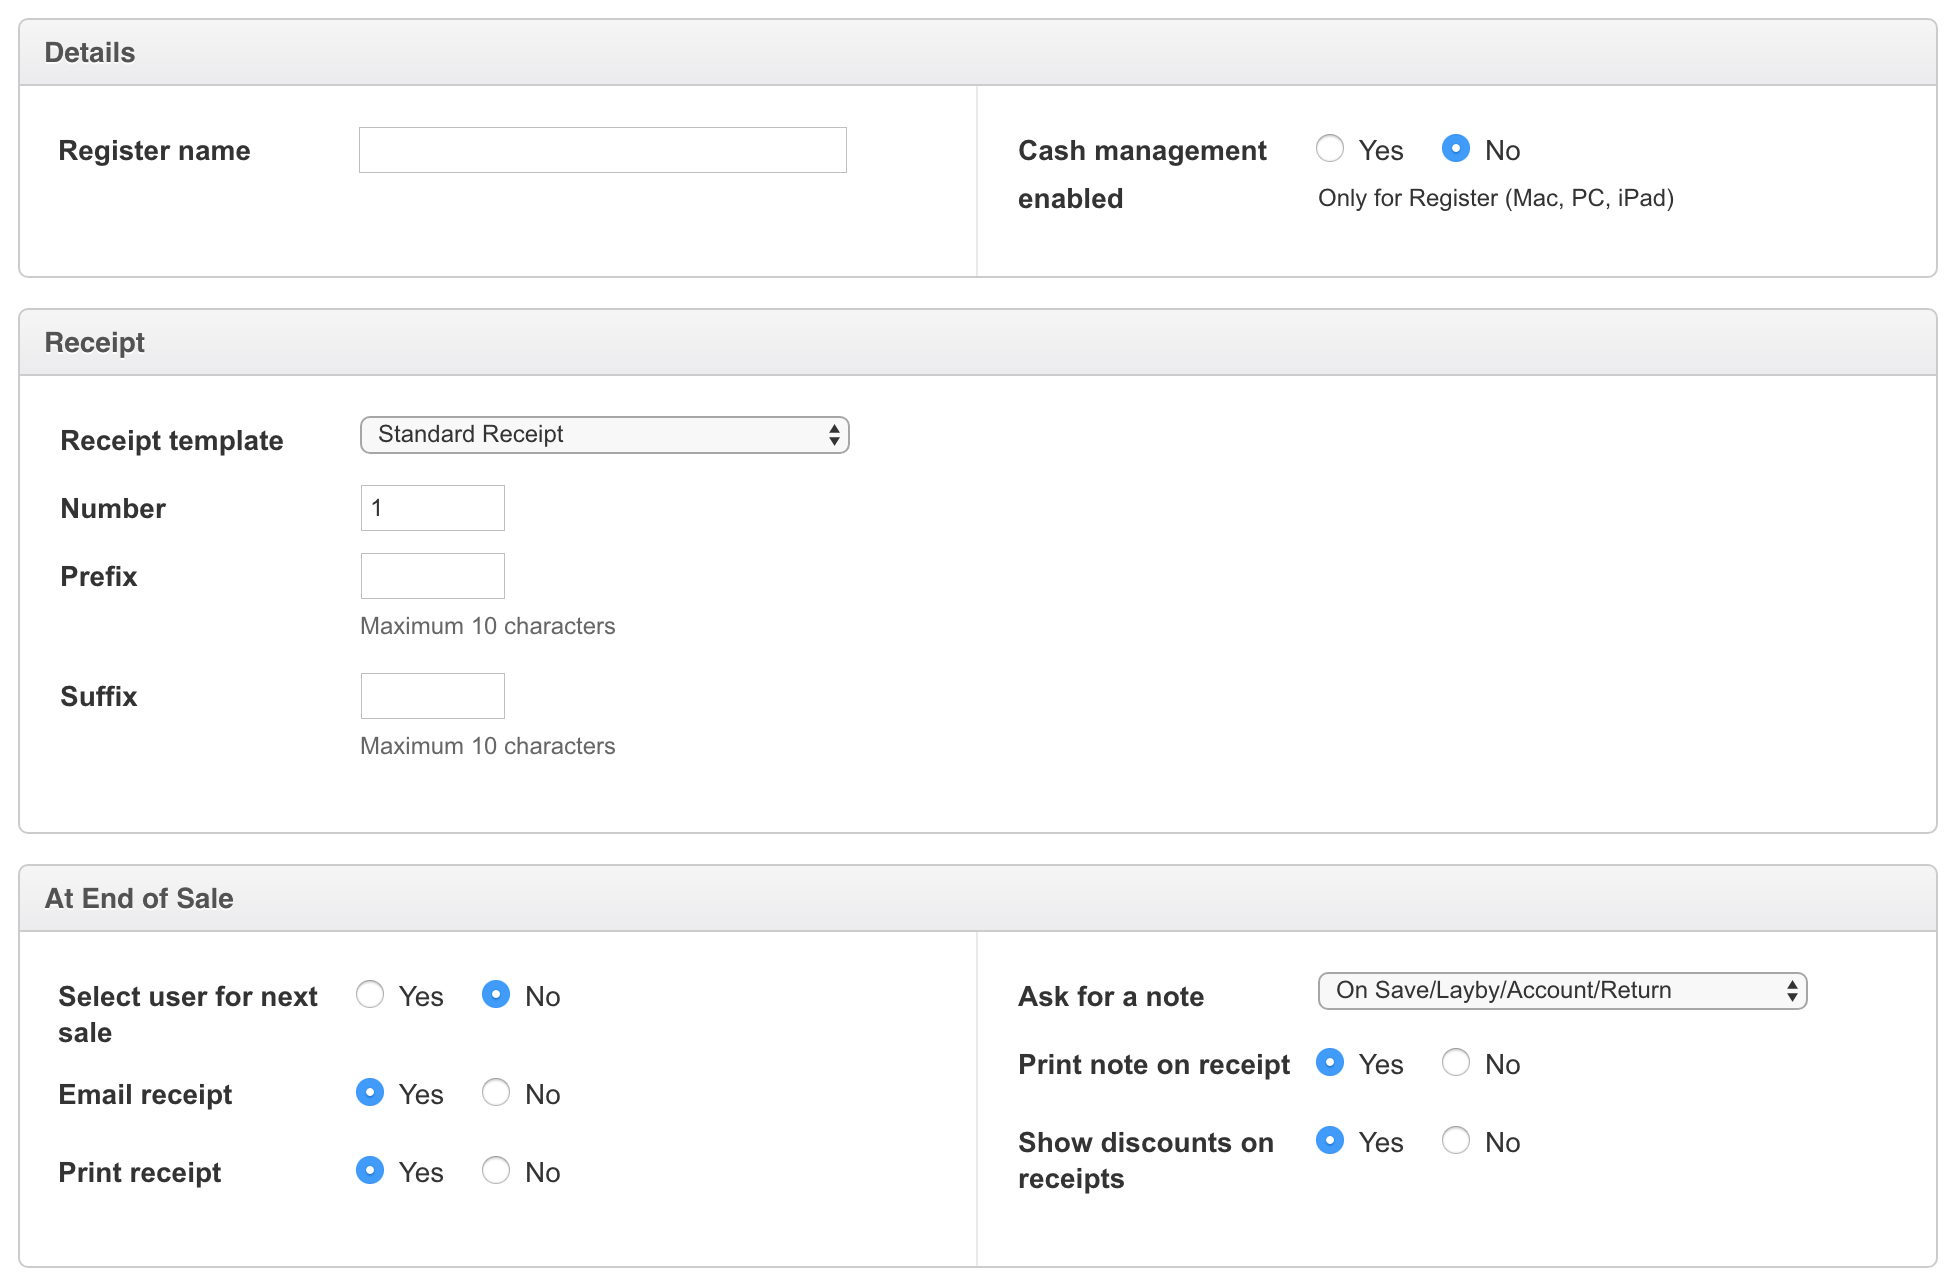 Details
Register name
Cash management enabled
Yes No
Only for Register (Mac, PC, iPad)
Receipt
Receipt template Standard Receipt
Number 1
Prefix
Maximum 10 characters
Suffix
Maximum 10 characters
At End of Sale
Select user for next sale
Yes No
Email receipt Yes No
Print receipt Yes No
Ask for a note On Save/Layby/Account/Return
Print note on receipt Yes No
Show discounts on receipts
Yes No